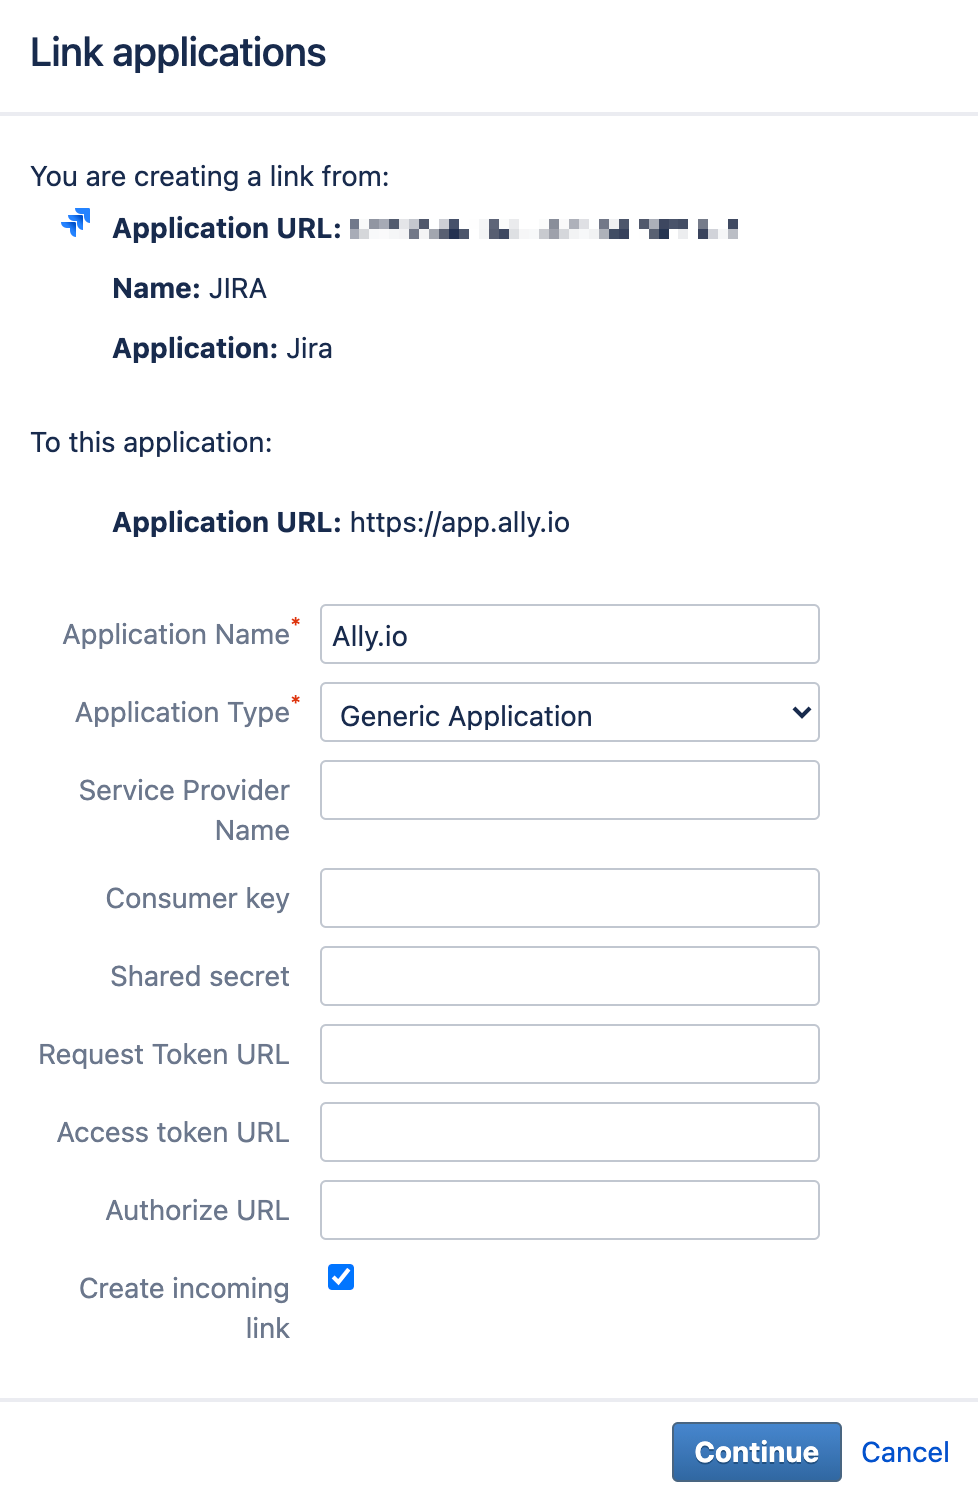 Link applications
You are creating a link from:
Application URL:
Name: JIRA
Application: Jira
To this application:
Application URL: https://app.ally.io
Application Name* Ally.io
Application Type* Generic Application
Service Provider
Name
Consumer key
Shared secret
Request Token URL
Access token URL
Authorize URL
Create incoming
link
Continue Cancel